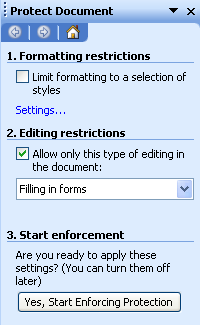 Protect Document
1. Formatting restrictions
Limit formatting to a selection of
styles
Settings...
2. Editing restrictions
Allow only this type of editing in
the document:
Filling in forms
3. Start enforcement
Are you ready to apply these
settings? (You can turn them off
later)
Yes, Start Enforcing Protection